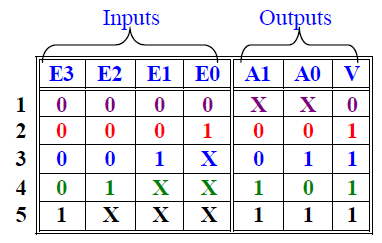 Inputs Outputs
E3 E2 E1 E0 A1 A0 V
1 0 0 0 0 X X 0
2 0 0 0 1 0 0 1
3 0 0 1 X 0 1 1
4 0 1 X X 1 0 1
5 1 X X X 1 1 1